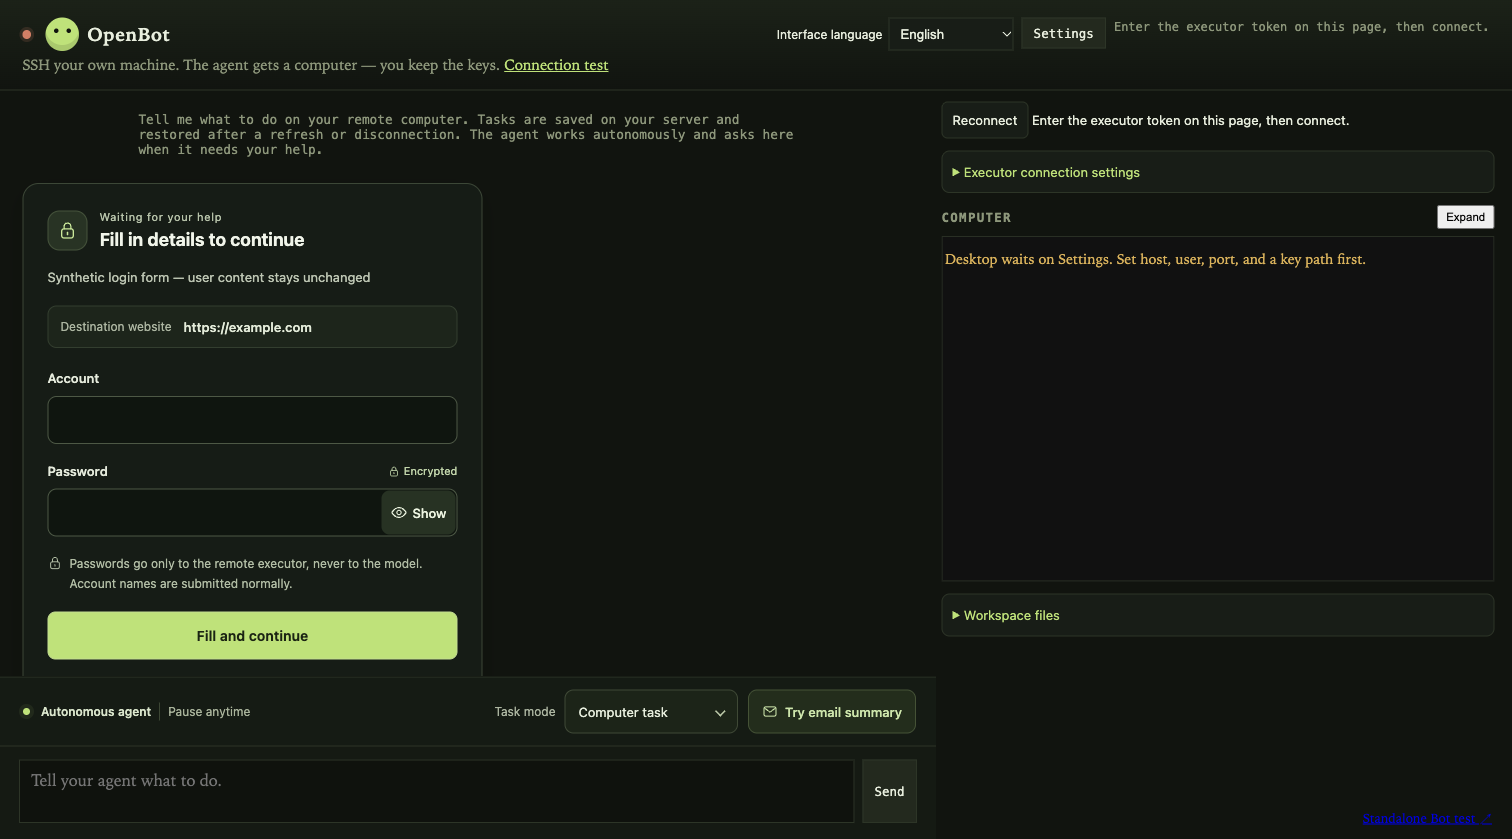 OpenBot
Interface language
English
Settings
Enter the executor token on this page, then connect.
SSH your own machine. The agent gets a computer — you keep the keys. Connection test
Tell me what to do on your remote computer. Tasks are saved on your server and
restored after a refresh or disconnection. The agent works autonomously and asks here
when it needs your help.
Waiting for your help
Fill in details to continue
Synthetic login form — user content stays unchanged
Destination website https://example.com
Account
Password
Encrypted
Show
Passwords go only to the remote executor, never to the model.
Account names are submitted normally.
Fill and continue
Autonomous agent
Pause anytime
Task mode
Computer task
Try email summary
Tell your agent what to do.
Send
Reconnect
Enter the executor token on this page, then connect.
Executor connection settings
COMPUTER
Expand
Desktop waits on Settings. Set host, user, port, and a key path first.
Workspace files
Standalone Bot test ↗